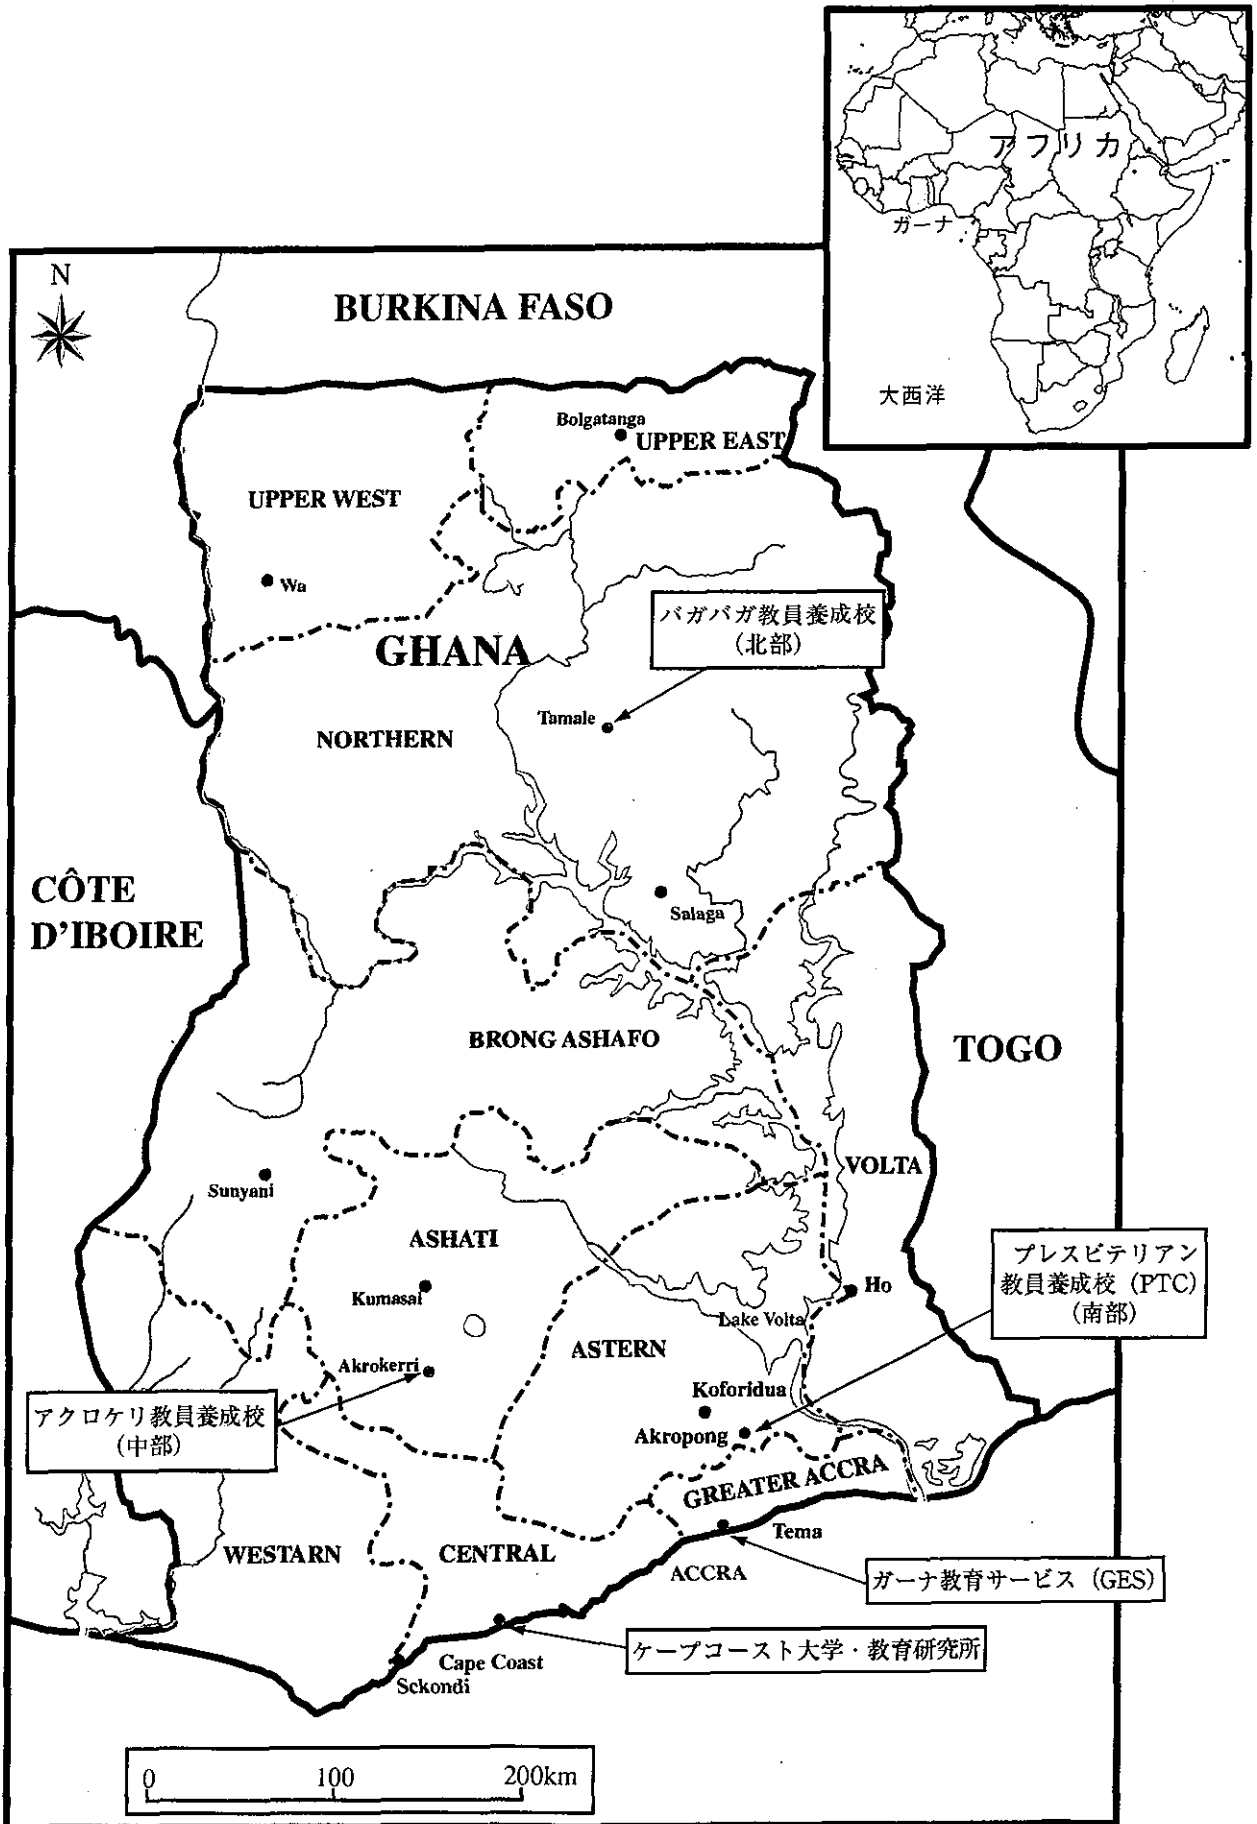 アフリカ
ガーナ
大西洋
N
BURKINA FASO
Bolgatanga
UPPER EAST
UPPER WEST
Wa
バガバガ教員養成校
(北部)
GHANA
Tamale
NORTHERN
CÔTE
D'IBOIRE
Salaga
BRONG ASHAFO
TOGO
VOLTA
Sunyani
ASHATI
プレスビテリアン
教員養成校 (PTC)
(南部)
Kumasai
Ho
Lake Volta
ASTERN
Akrokerri
Koforidua
アクロケリ教員養成校
(中部)
Akropong
GREATER ACCRA
Tema
WESTARN
CENTRAL
ACCRA
ガーナ教育サービス (GES)
ケープコースト大学・教育研究所
Cape Coast
Sckondi
0 100 200km